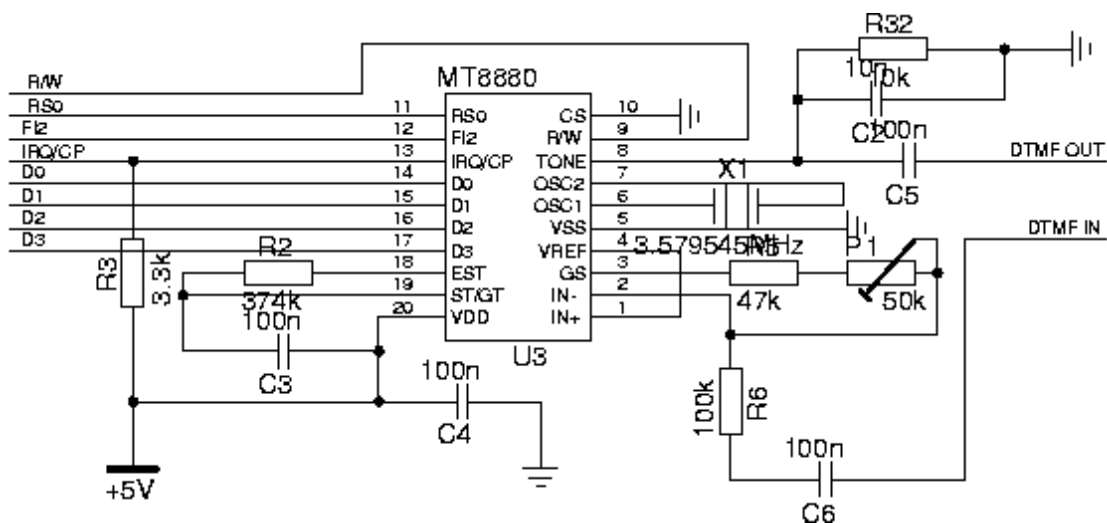 R32
10n
10k
C2
MT8880
R/W
RS0
FI2
IRQ/CP
D0
D1
D2
D3
11
12
13
14
15
16
17
18
19
20
RS0
FI2
IRQ/CP
D0
D1
D2
D3
EST
ST/GT
VDD
CS
R/W
TONE
OSC2
OSC1
VSS
VREF
GS
IN-
IN+
10
9
8
7
6
5
4
3
2
1
U3
100n
C5
DTMF OUT
X1
3.579545MHz
DTMF IN
R5
47k
P1
50k
R3
3.3k
R2
374k
100n
C3
100n
C4
100k
R6
100n
C6
+5V